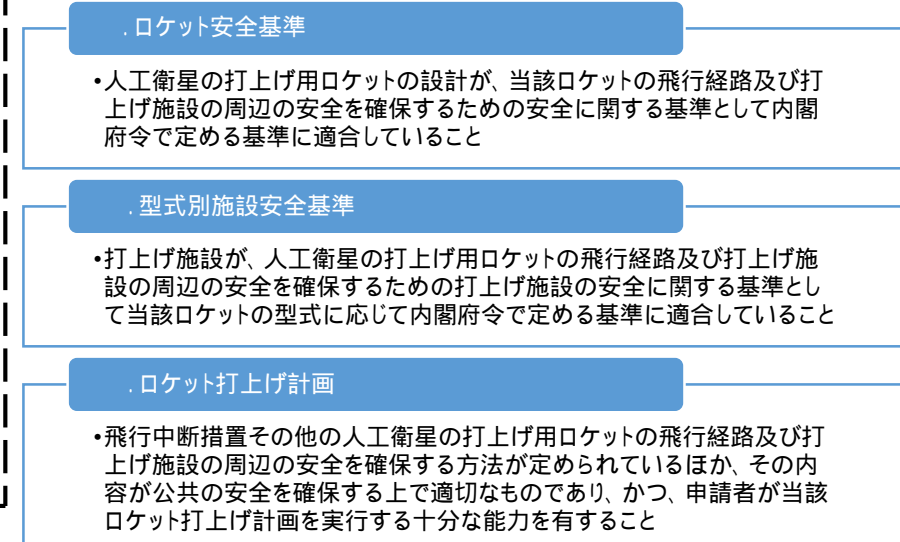 ．ロケット安全基準
•人工衛星の打上げ用ロケットの設計が、当該ロケットの飛行経路及び打
上げ施設の周辺の安全を確保するための安全に関する基準として内閣
府令で定める基準に適合していること
．型式別施設安全基準
•打上げ施設が、人工衛星の打上げ用ロケットの飛行経路及び打上げ施
設の周辺の安全を確保するための打上げ施設の安全に関する基準とし
て当該ロケットの型式に応じて内閣府令で定める基準に適合していること
．ロケット打上げ計画
•飛行中断措置その他の人工衛星の打上げ用ロケットの飛行経路及び打
上げ施設の周辺の安全を確保する方法が定められているほか、その内
容が公共の安全を確保する上で適切なものであり、かつ、申請者が当該
ロケット打上げ計画を実行する十分な能力を有すること